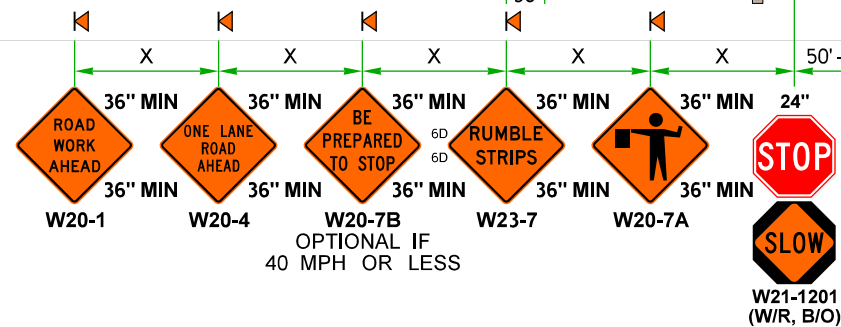 X X X X X 50'-
36" MIN 36" MIN 36" MIN 36" MIN 36" MIN 24"
ROAD
WORK
AHEAD
ONE LANE
ROAD
AHEAD
BE
PREPARED
TO STOP
6D
6D
RUMBLE
STRIPS
STOP
36" MIN 36" MIN 36" MIN 36" MIN 36" MIN
W20-1 W20-4 W20-7B W23-7 W20-7A
OPTIONAL IF
40 MPH OR LESS
SLOW
W21-1201
(W/R, B/O)